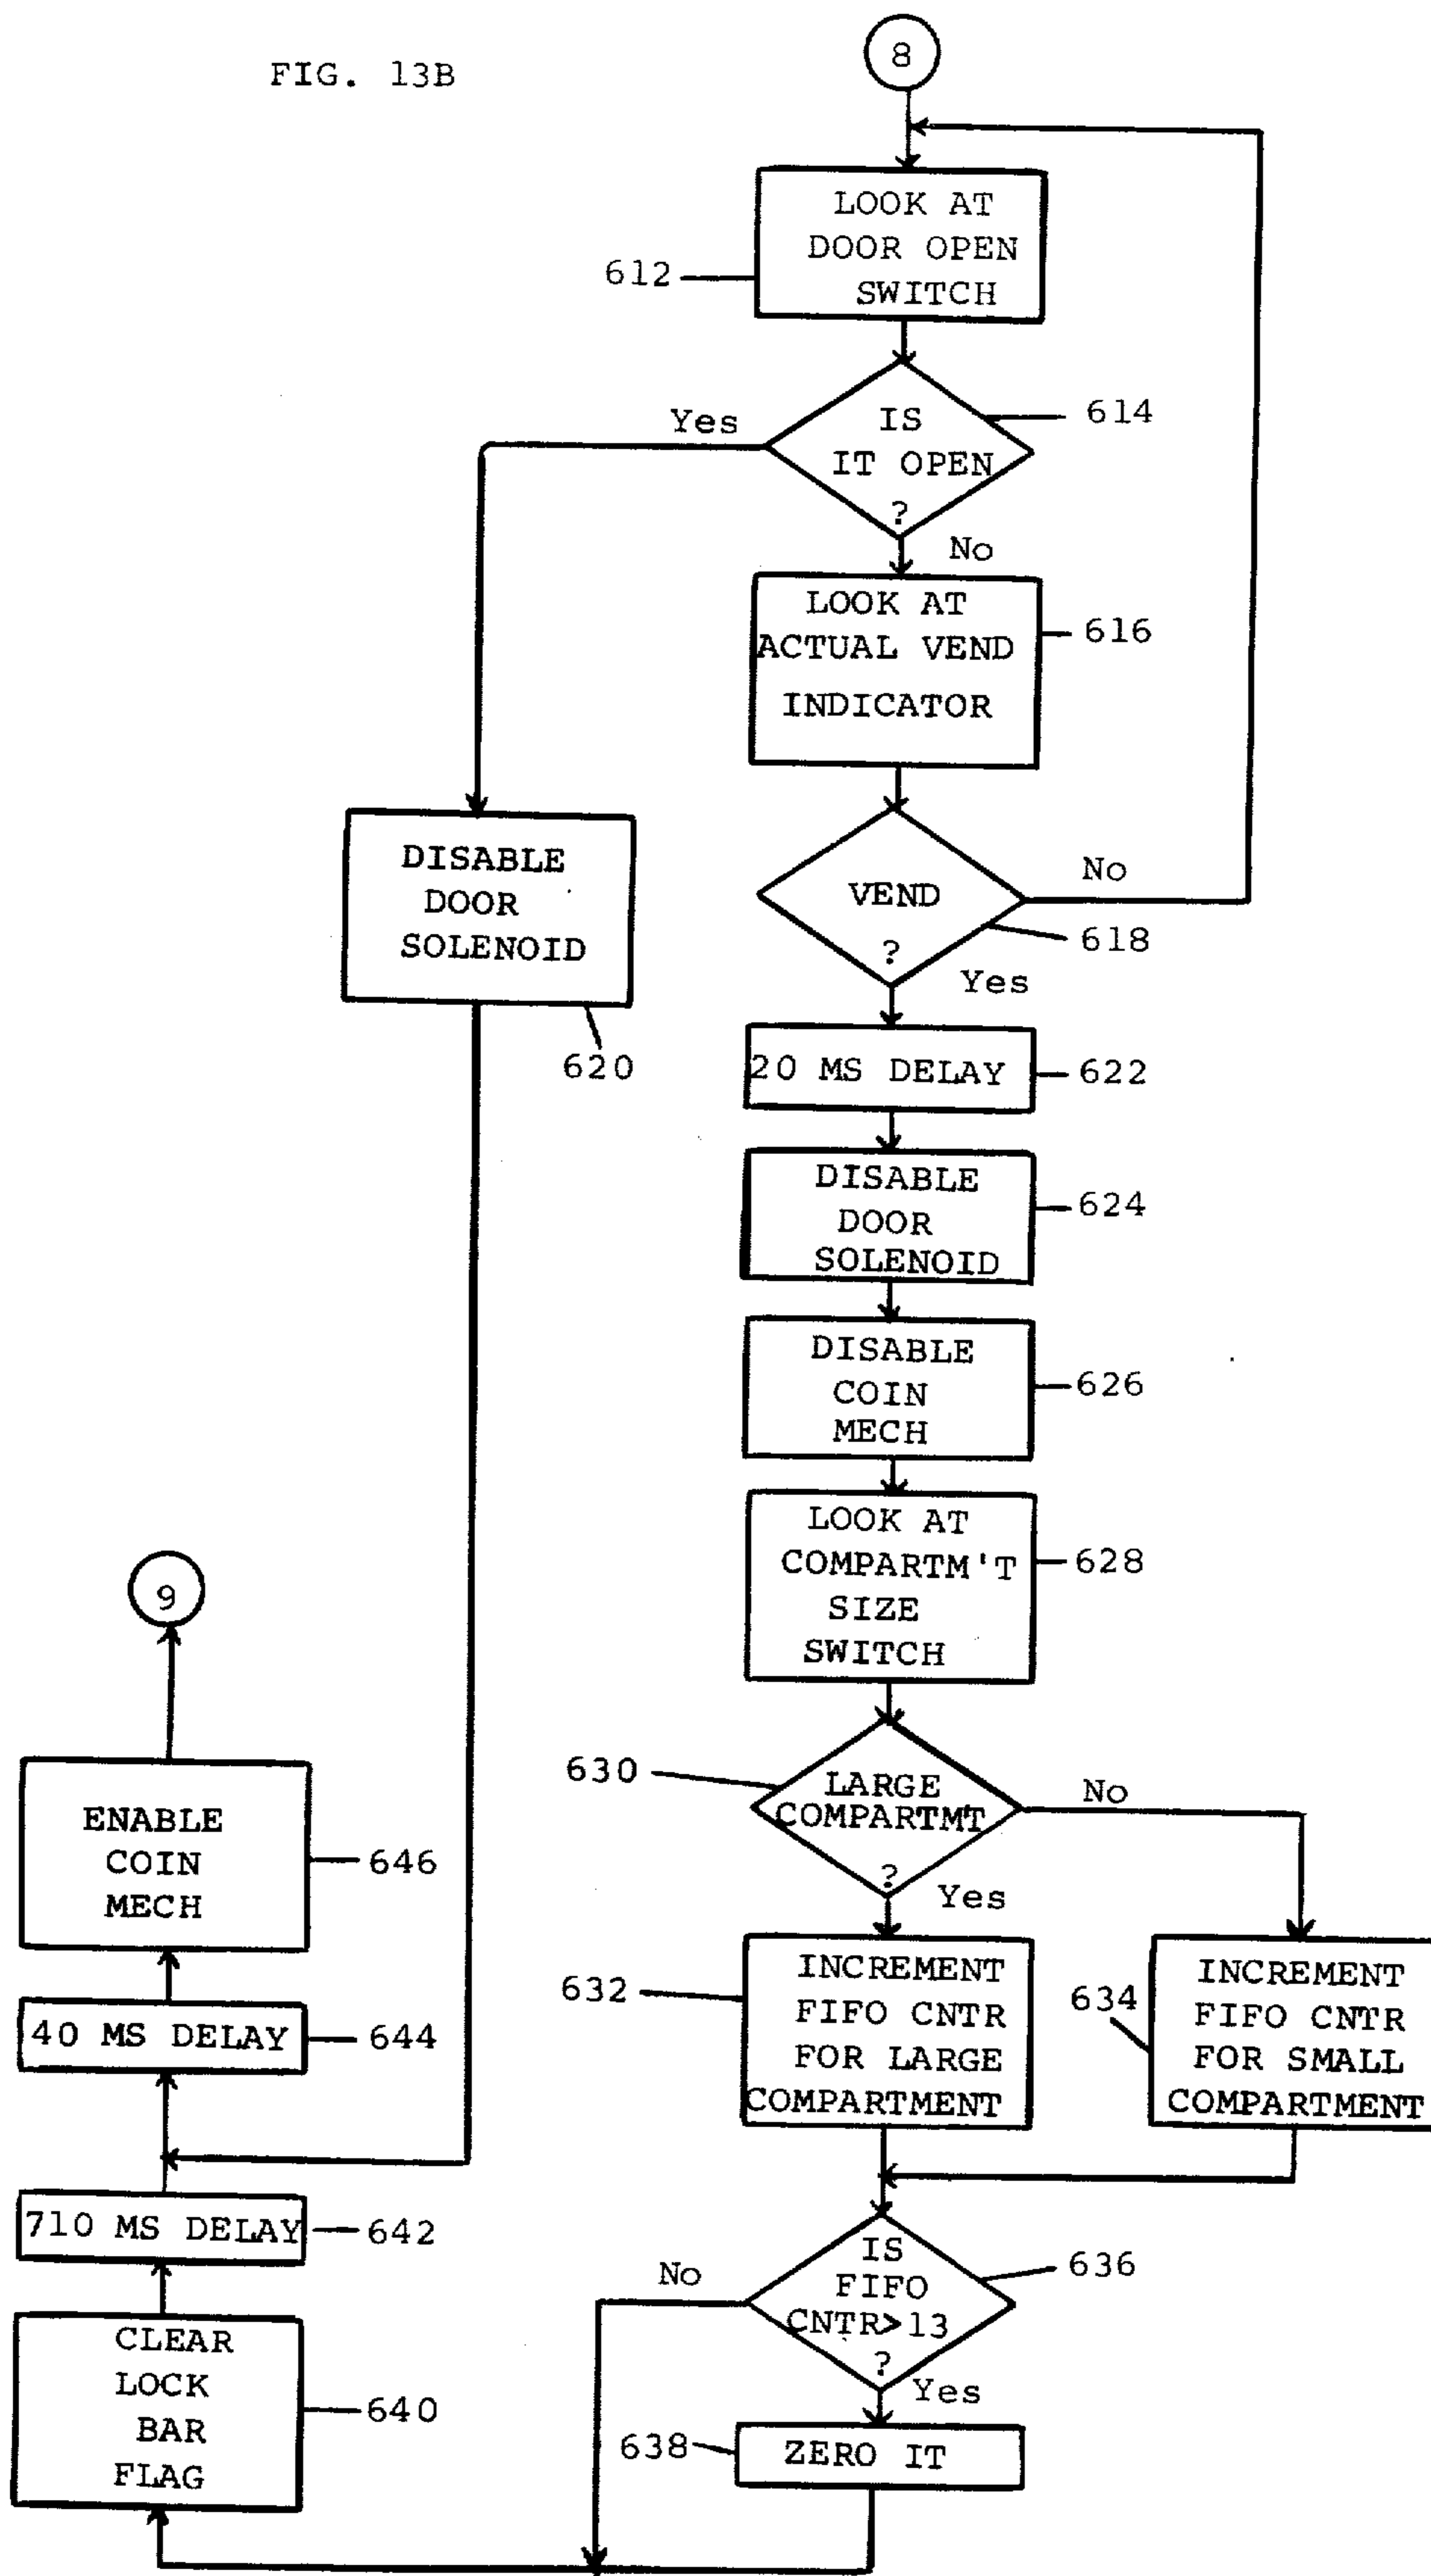 FIG. 13B
8
LOOK AT
DOOR OPEN
SWITCH
612
IS
IT OPEN
?
614
Yes
No
LOOK AT
ACTUAL VEND
INDICATOR
616
VEND
?
618
No
Yes
DISABLE
DOOR
SOLENOID
620
20 MS DELAY
622
DISABLE
DOOR
SOLENOID
624
DISABLE
COIN
MECH
626
LOOK AT
COMPARTM'T
SIZE
SWITCH
628
630
LARGE
COMPARTM'T
?
No
Yes
632
INCREMENT
FIFO CNTR
FOR LARGE
COMPARTMENT
634
INCREMENT
FIFO CNTR
FOR SMALL
COMPARTMENT
IS
FIFO
CNTR>13
?
636
No
Yes
638
ZERO IT
CLEAR
LOCK
BAR
FLAG
640
710 MS DELAY
642
40 MS DELAY
644
ENABLE
COIN
MECH
646
9